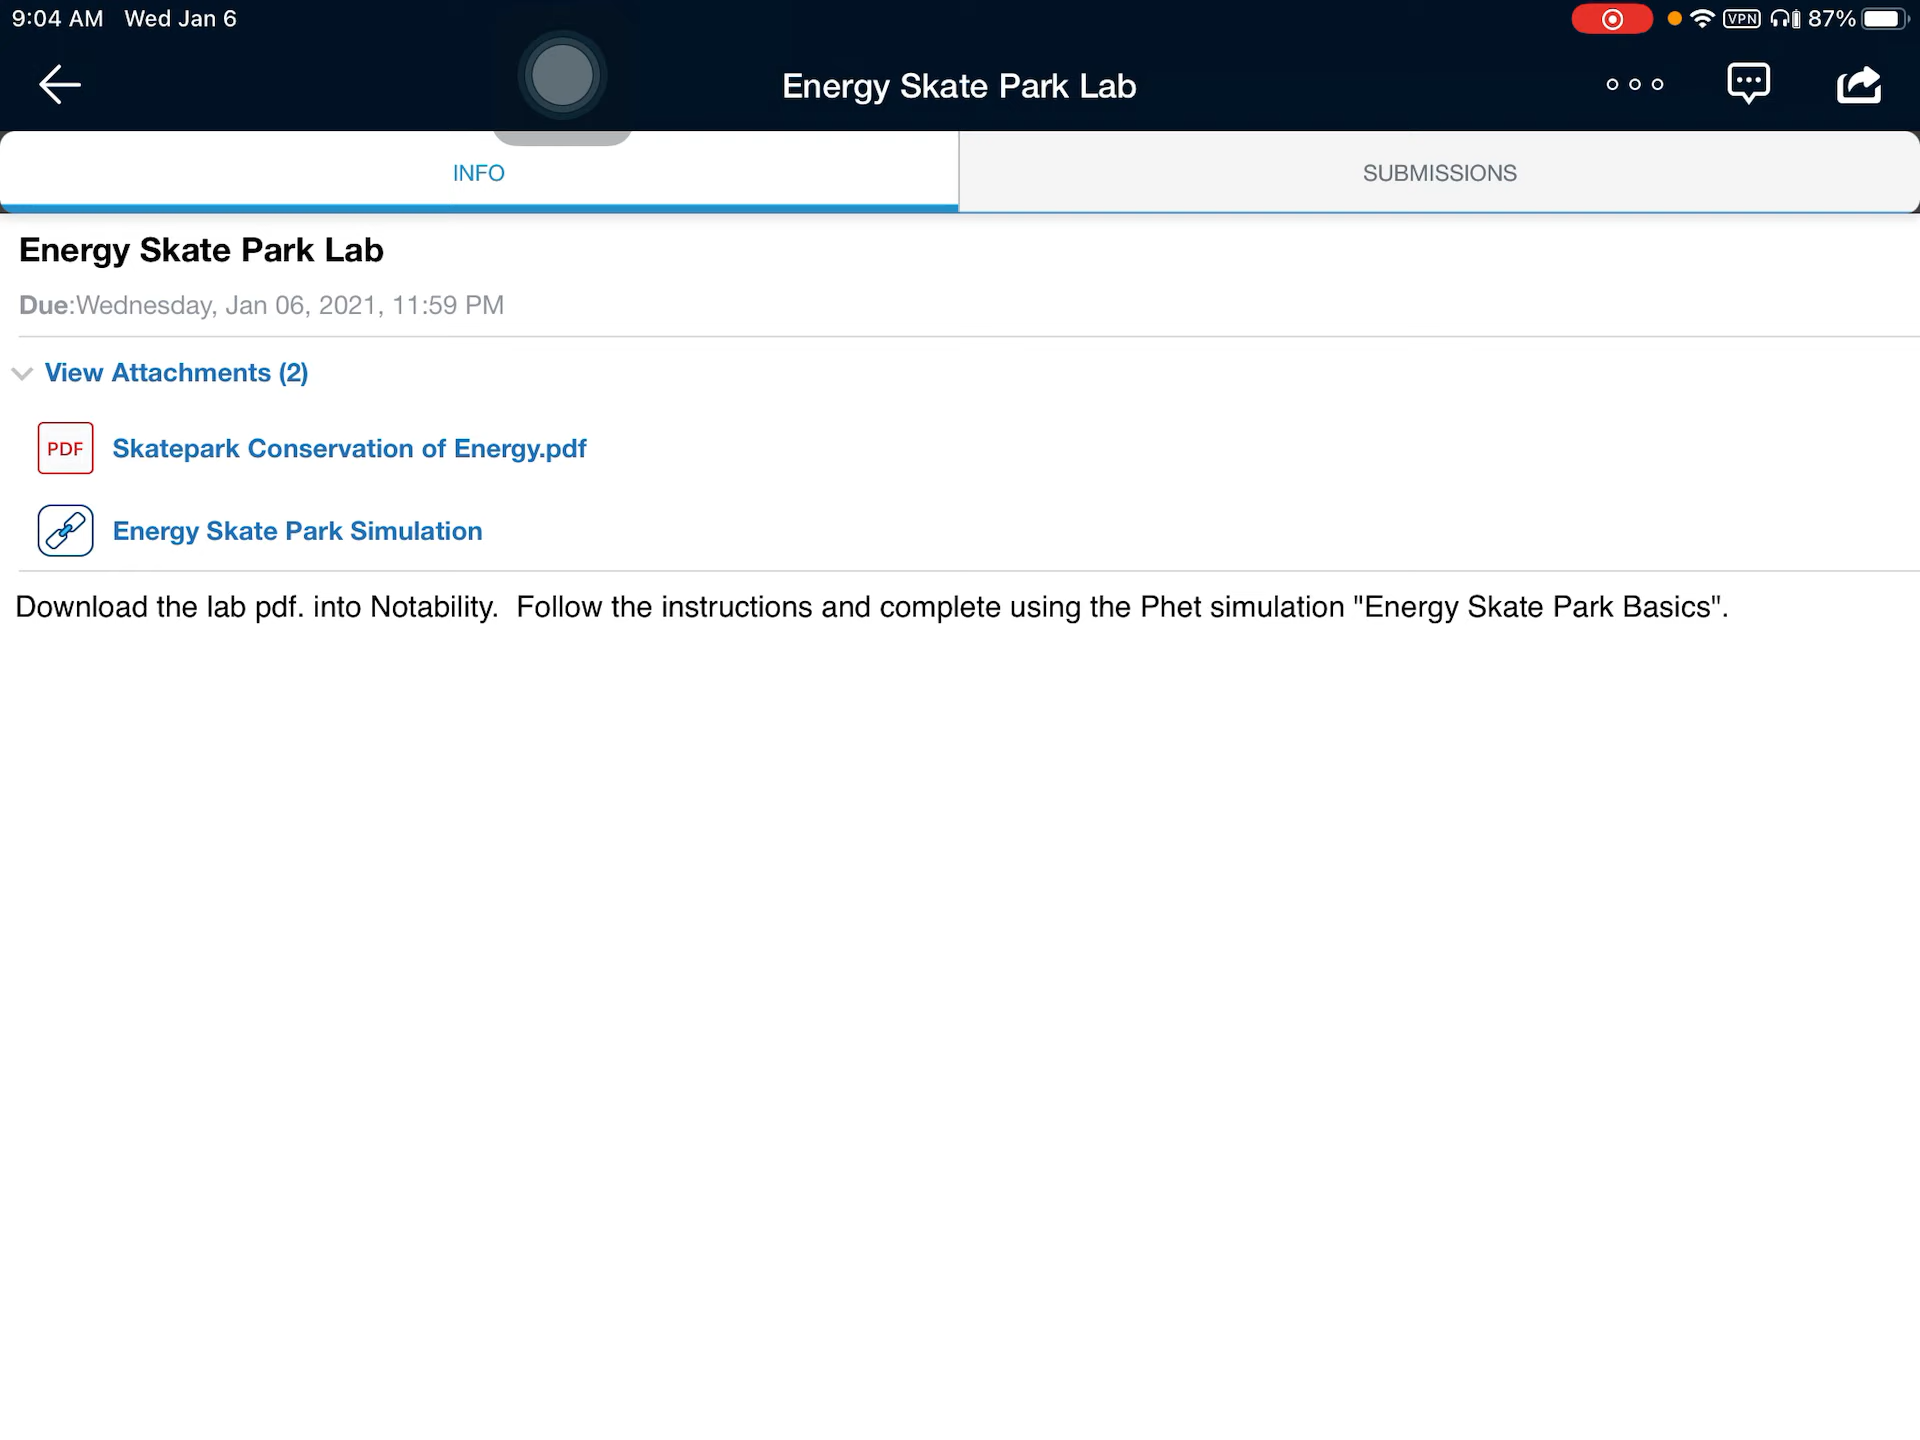 9:04 AM Wed Jan 6
VPN 87%
Energy Skate Park Lab
INFO
SUBMISSIONS
Energy Skate Park Lab
Due:Wednesday, Jan 06, 2021, 11:59 PM
View Attachments (2)
PDF Skatepark Conservation of Energy.pdf
Energy Skate Park Simulation
Download the lab pdf. into Notability.  Follow the instructions and complete using the Phet simulation "Energy Skate Park Basics".